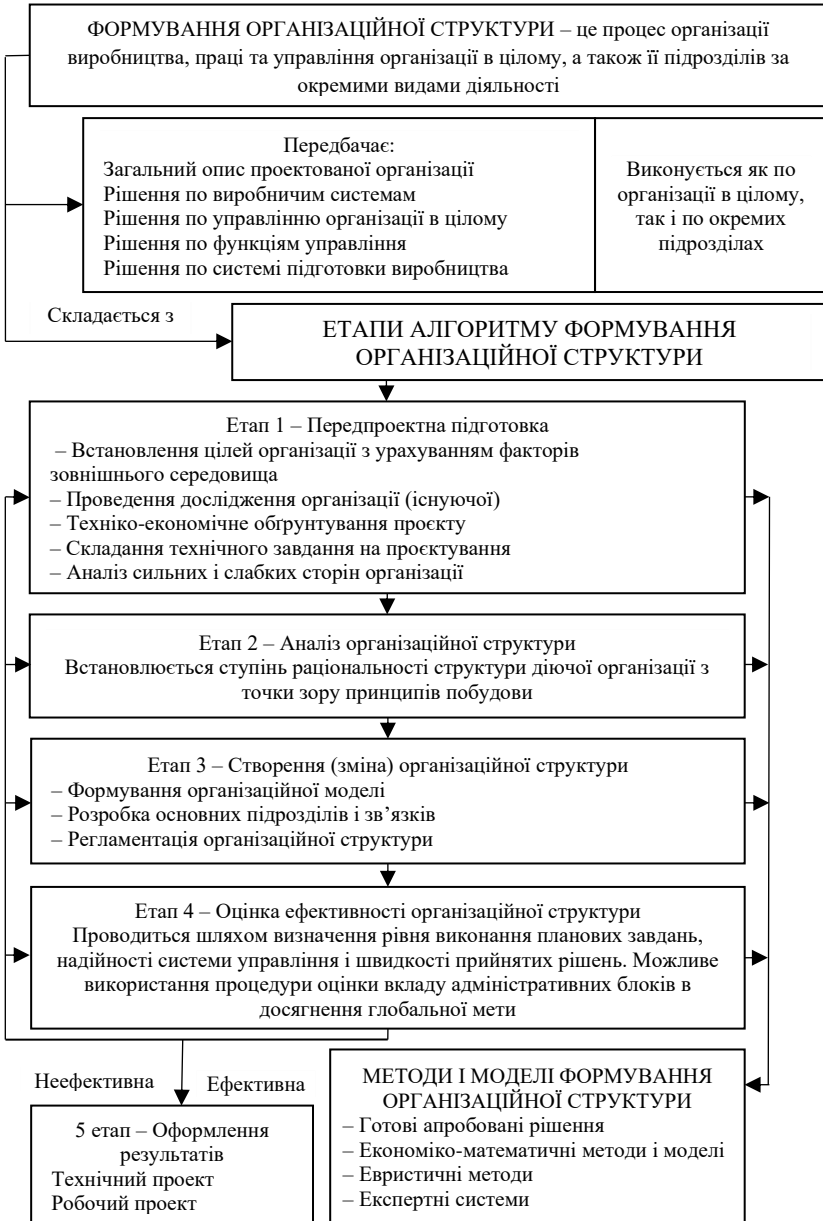 ФОРМУВАННЯ ОРГАНІЗАЦІЙНОЇ СТРУКТУРИ – це процес організації
виробництва, праці та управління організації в цілому, а також її підрозділів за
окремими видами діяльності
Передбачає:
Загальний опис проектованої організації
Рішення по виробничим системам
Рішення по управлінню організації в цілому
Рішення по функціям управління
Рішення по системі підготовки виробництва
Виконується як по
організації в цілому,
так і по окремих
підрозділах
Складається з
ЕТАПИ АЛГОРИТМУ ФОРМУВАННЯ
ОРГАНІЗАЦІЙНОЇ СТРУКТУРИ
Етап 1 – Передпроектна підготовка
– Встановлення цілей організації з урахуванням факторів
зовнішнього середовища
– Проведення дослідження організації (існуючої)
– Техніко-економічне обґрунтування проєкту
– Складання технічного завдання на проєктування
– Аналіз сильних і слабких сторін організації
Етап 2 – Аналіз організаційної структури
Встановлюється ступінь раціональності структури діючої організації з
точки зору принципів побудови
Етап 3 – Створення (зміна) організаційної структури
– Формування організаційної моделі
– Розробка основних підрозділів і зв’язків
– Регламентація організаційної структури
Етап 4 – Оцінка ефективності організаційної структури
Проводиться шляхом визначення рівня виконання планових завдань,
надійності системи управління і швидкості прийнятих рішень. Можливе
використання процедури оцінки вкладу адміністративних блоків в
досягнення глобальної мети
Неефективна
Ефективна
5 етап – Оформлення
результатів
Технічний проект
Робочий проект
МЕТОДИ І МОДЕЛІ ФОРМУВАННЯ
ОРГАНІЗАЦІЙНОЇ СТРУКТУРИ
– Готові апробовані рішення
– Економіко-математичні методи і моделі
– Евристичні методи
– Експертні системи